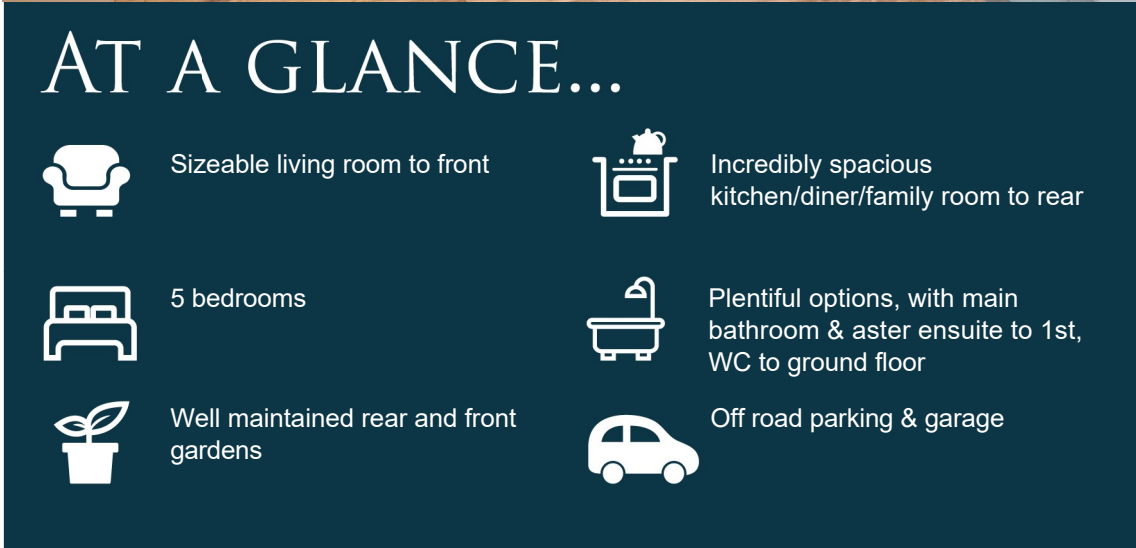 AT A GLANCE...
Sizeable living room to front
Incredibly spacious
kitchen/diner/family room to rear
5 bedrooms
Plentiful options, with main
bathroom & aster ensuite to 1st,
WC to ground floor
Well maintained rear and front
gardens
Off road parking & garage